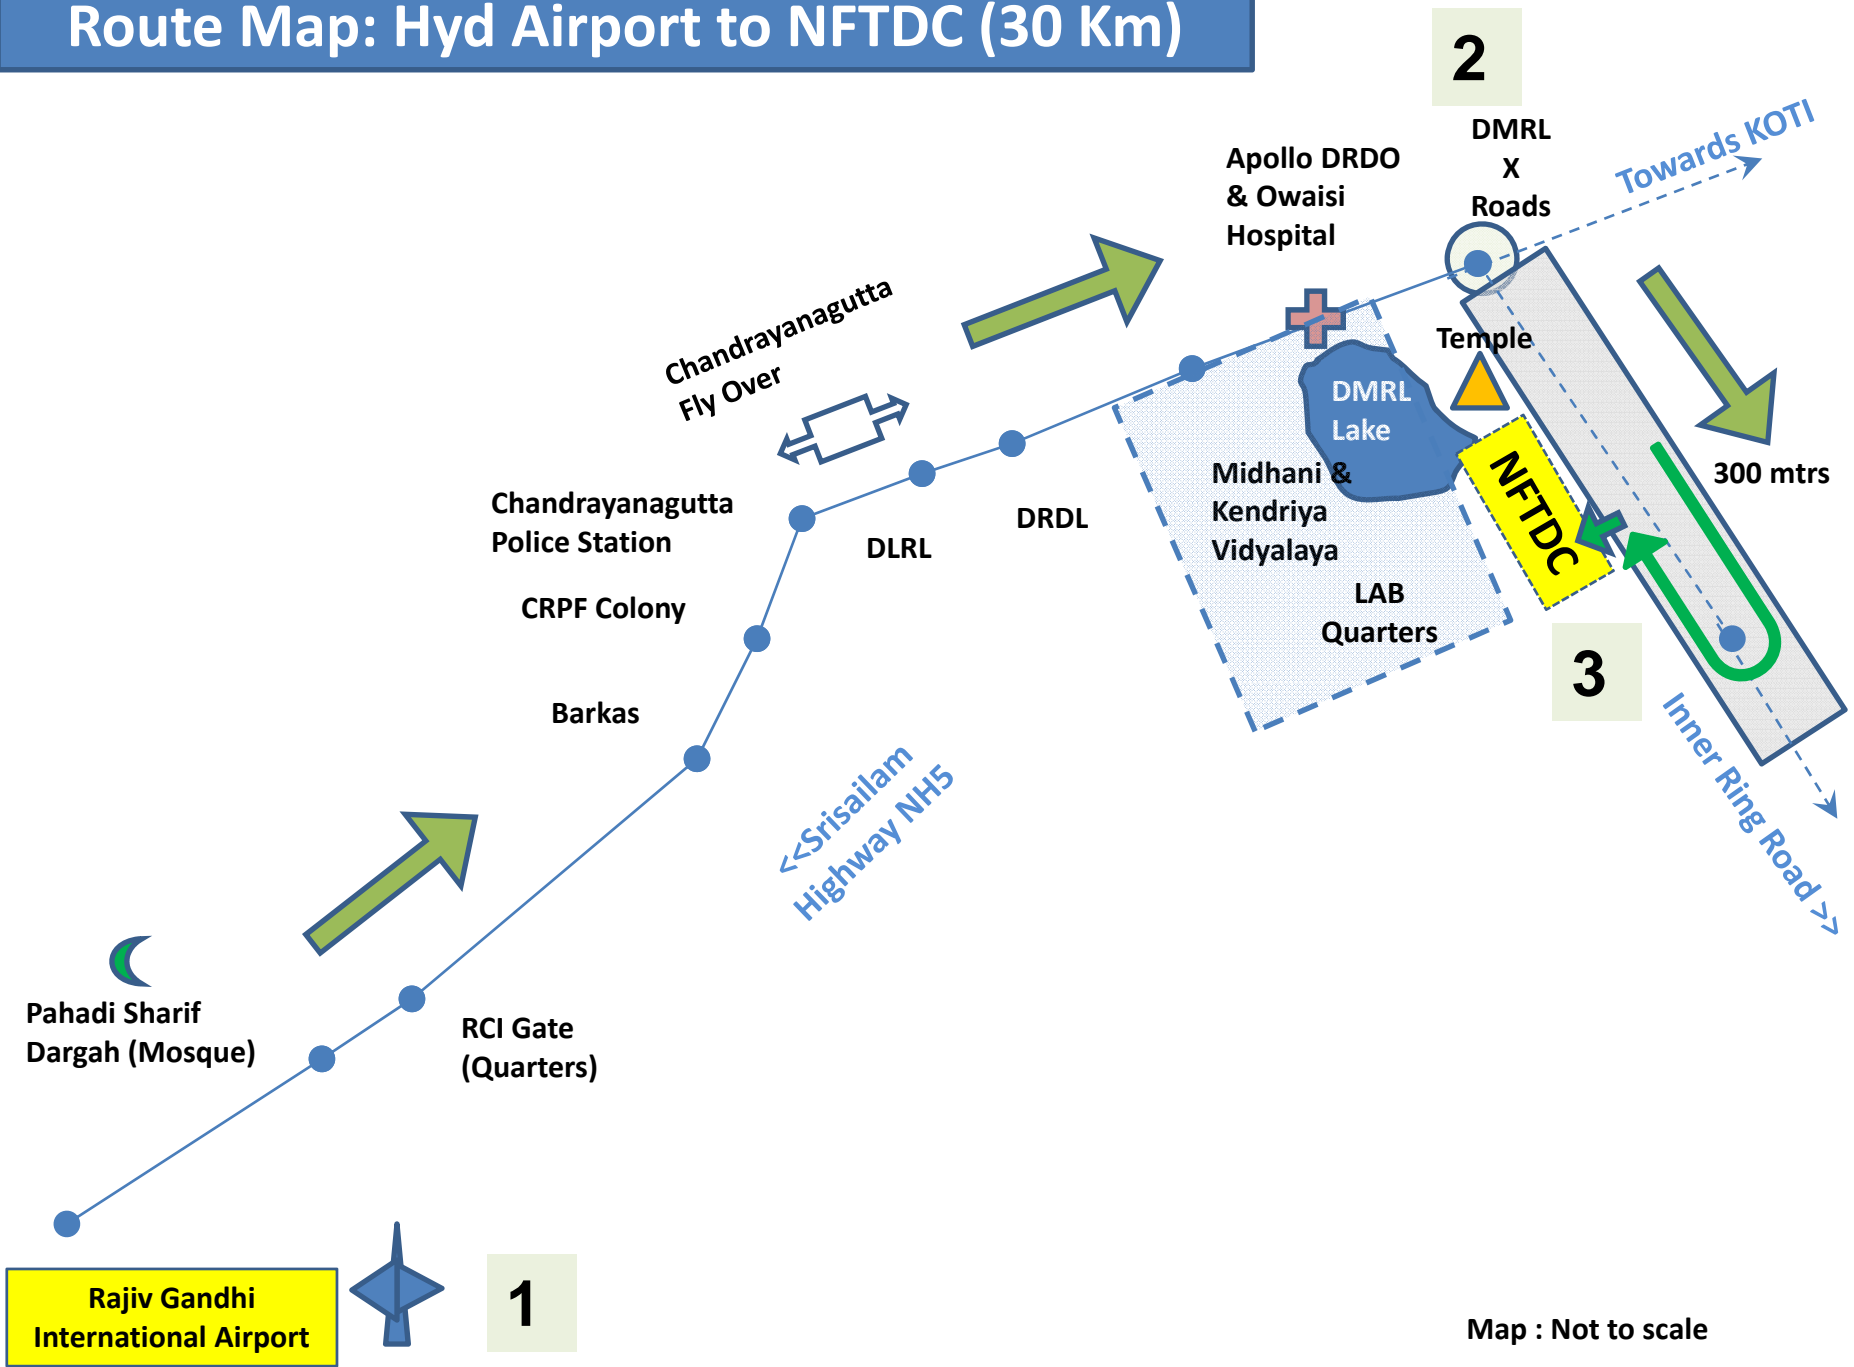 Route Map: Hyd Airport to NFTDC (30 Km)
2
DMRL
X
Roads
Towards KOTI
Apollo DRDO
& Owaisi
Hospital
Chandrayanagutta
Fly Over
Temple
DMRL
Lake
300 mtrs
NFTDC
Midhani &
Kendriya
Vidyalaya
Chandrayanagutta
Police Station
DRDL
DLRL
LAB
Quarters
CRPF Colony
3
Barkas
Inner Ring Road >>
<<Srisailam
Highway NH5
Pahadi Sharif
Dargah (Mosque)
RCI Gate
(Quarters)
1
Rajiv Gandhi
International Airport
Map : Not to scale